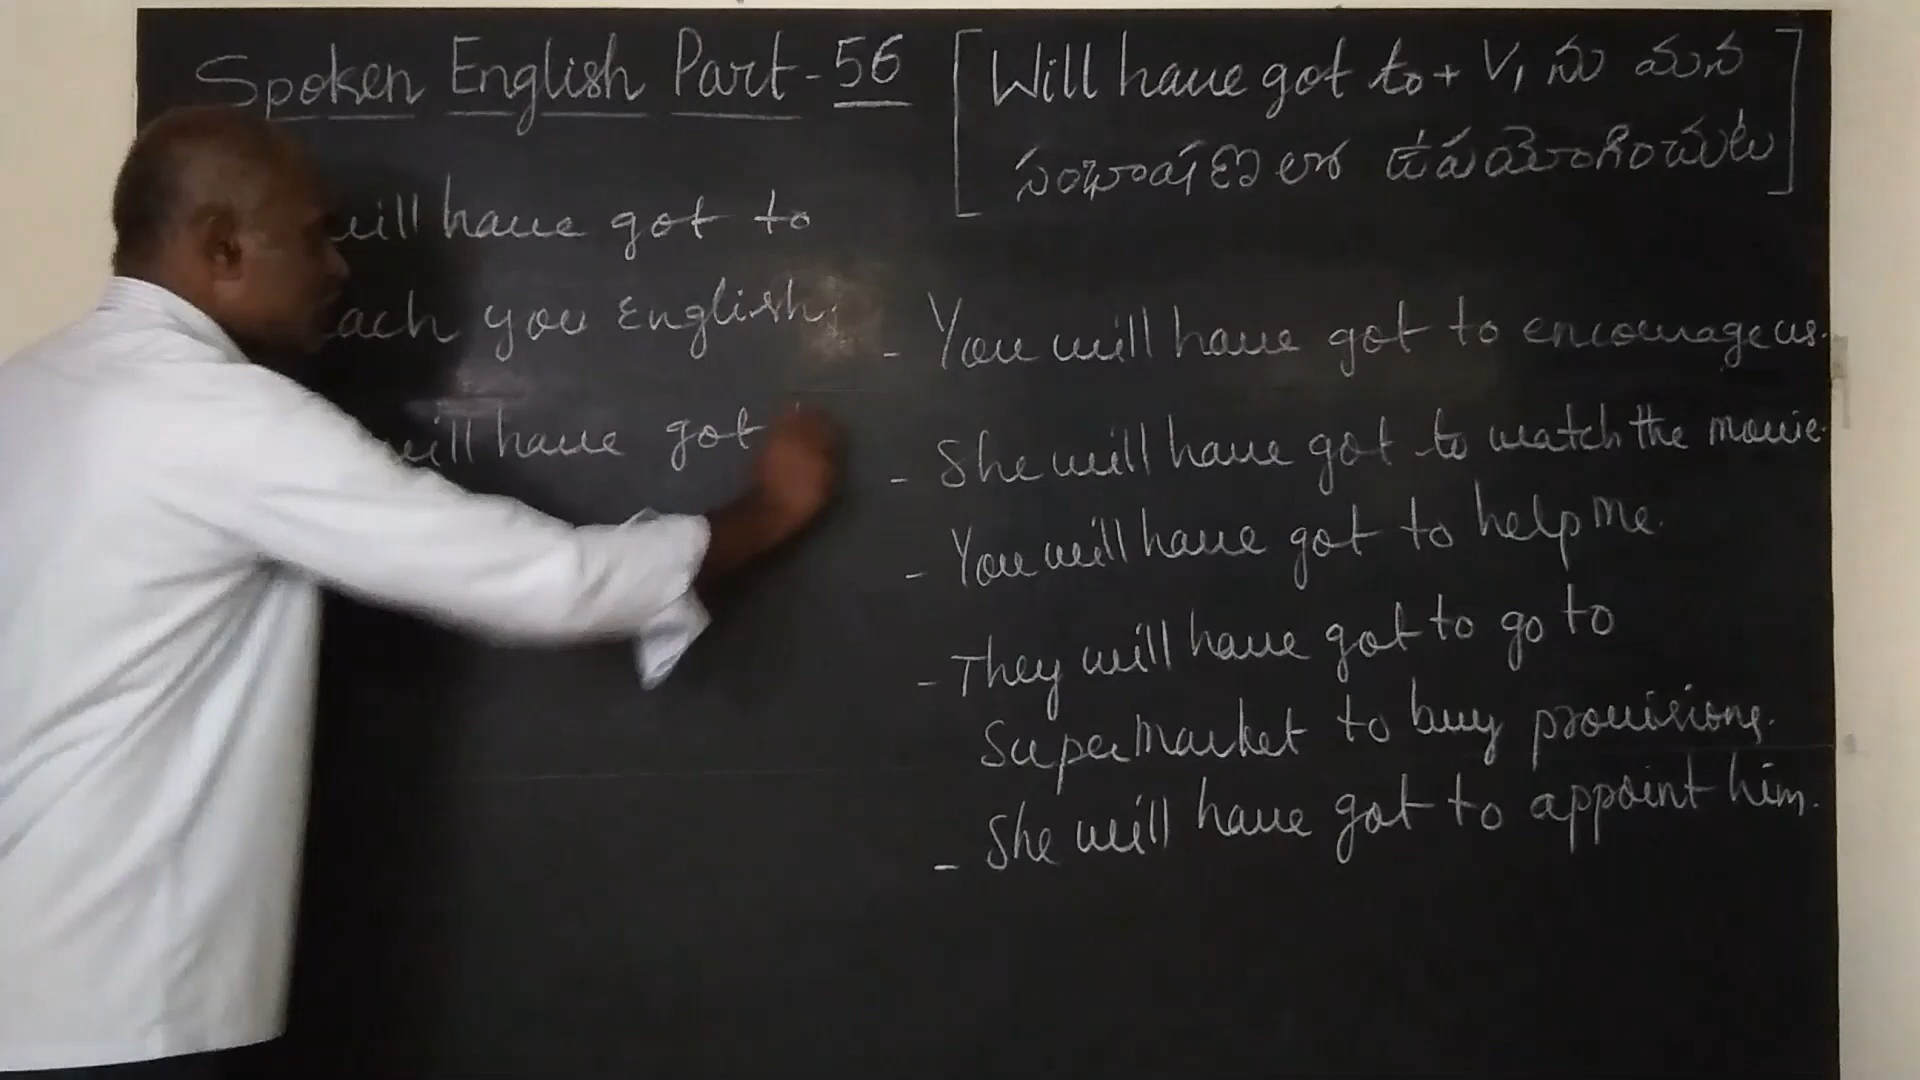 Spoken English Part-56
[Will have got to + V1 ను మన
సంభాషణ లో ఉపయోగించుట]
will have got to
each you English.
will have got
- You will have got to encourage us.
- She will have got to watch the movie.
- You will have got to help me.
- They will have got to go to
Supermarket to buy provisions.
- She will have got to appoint him.